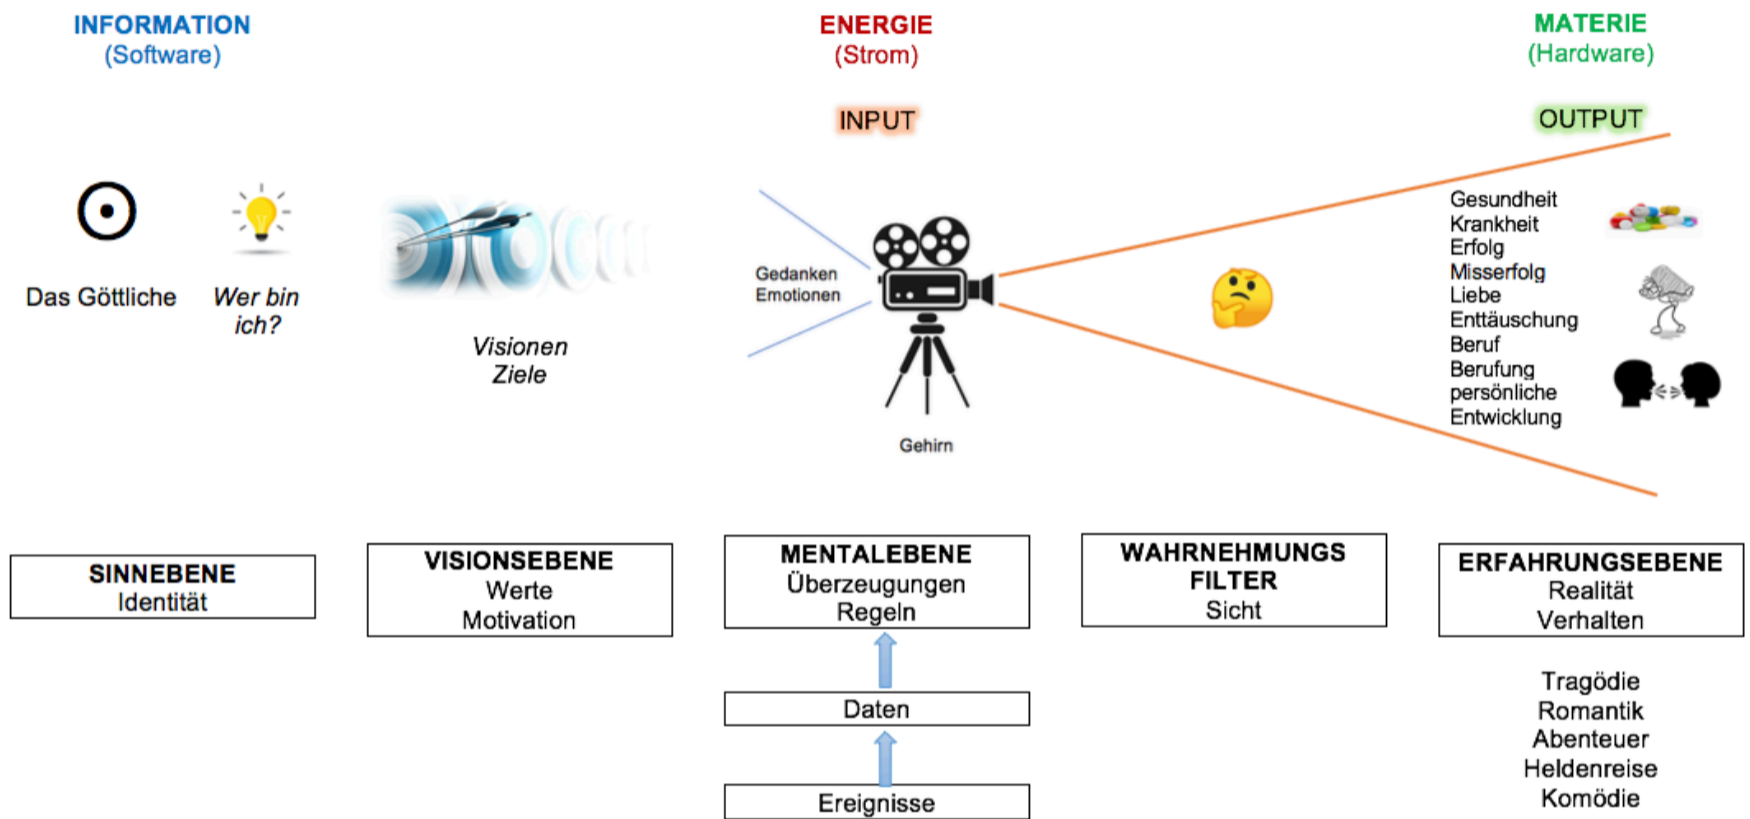 INFORMATION
(Software)
ENERGIE
(Strom)
MATERIE
(Hardware)
INPUT
OUTPUT
Das Göttliche
Wer bin
ich?
Visionen
Ziele
Gedanken
Emotionen
Gehirn
Gesundheit
Krankheit
Erfolg
Misserfolg
Liebe
Enttäuschung
Beruf
Berufung
persönliche
Entwicklung
SINNEBENE
Identität
VISIONSEBENE
Werte
Motivation
MENTALEBENE
Überzeugungen
Regeln
Daten
Ereignisse
WAHRNEHMUNGS
FILTER
Sicht
ERFAHRUNGSEBENE
Realität
Verhalten
Tragödie
Romantik
Abenteuer
Heldenreise
Komödie